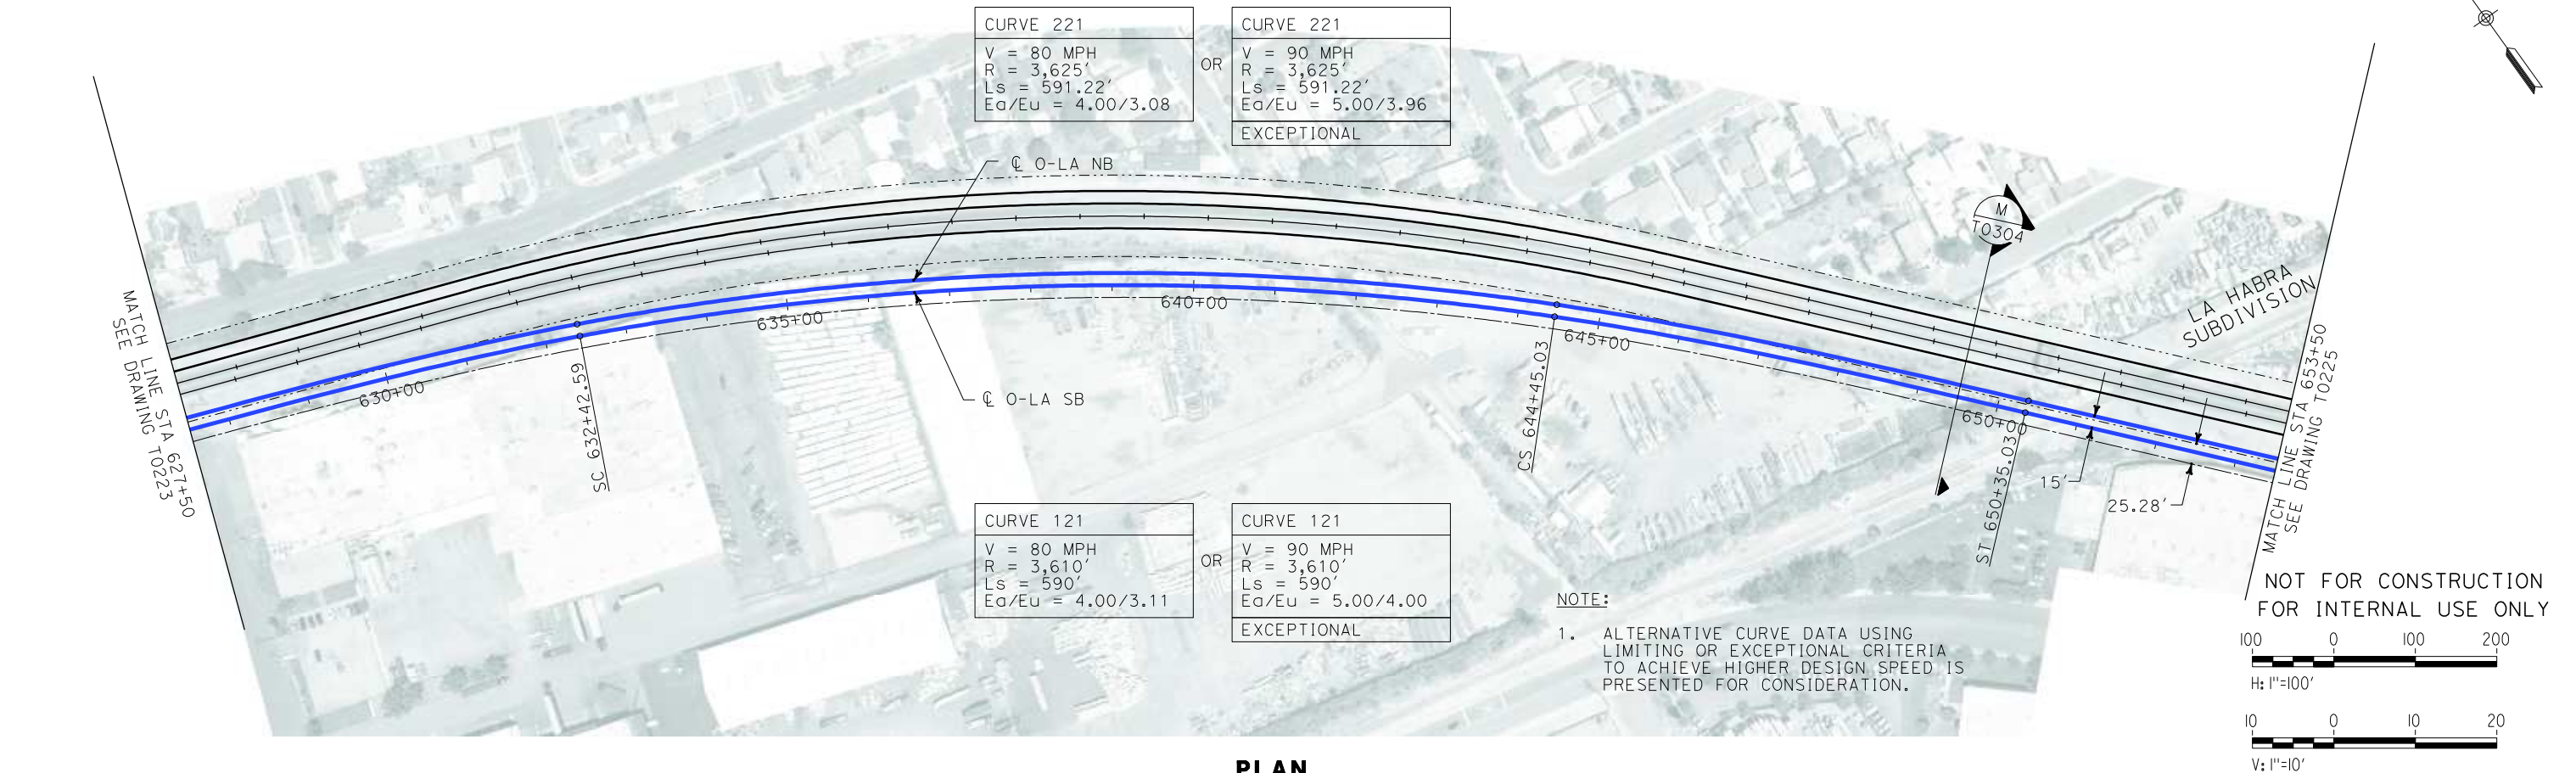 CURVE 221
V = 80 MPH
R = 3,625'
Ls = 591.22'
Ea/Eu = 4.00/3.08
OR
CURVE 221
V = 90 MPH
R = 3,625'
Ls = 591.22'
Ea/Eu = 5.00/3.96
EXCEPTIONAL
℄ O-LA NB
M
T0304
LA HABRA
SUBDIVISION
MATCH LINE STA 627+50
SEE DRAWING T0223
630+00
SC 632+42.59
635+00
640+00
℄ O-LA SB
CS 644+45.03
645+00
650+00
ST 650+35.03
15'
25.28'
MATCH LINE STA 653+50
SEE DRAWING T0225
CURVE 121
V = 80 MPH
R = 3,610'
Ls = 590'
Ea/Eu = 4.00/3.11
OR
CURVE 121
V = 90 MPH
R = 3,610'
Ls = 590'
Ea/Eu = 5.00/4.00
EXCEPTIONAL
NOTE:
1. ALTERNATIVE CURVE DATA USING
LIMITING OR EXCEPTIONAL CRITERIA
TO ACHIEVE HIGHER DESIGN SPEED IS
PRESENTED FOR CONSIDERATION.
NOT FOR CONSTRUCTION
FOR INTERNAL USE ONLY
100 0 100 200
H: 1"=100'
10 0 10 20
V: 1"=10'
PLAN